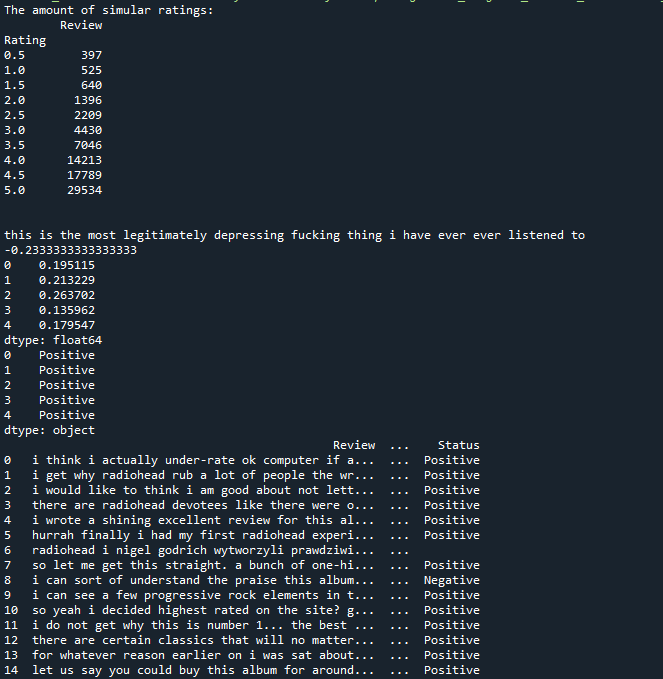 The amount of simular ratings:
Review
Rating
0.5 397
1.0 525
1.5 640
2.0 1396
2.5 2209
3.0 4430
3.5 7046
4.0 14213
4.5 17789
5.0 29534
this is the most legitimately depressing fucking thing i have ever ever listened to
-0.2333333333333333
0 0.195115
1 0.213229
2 0.263702
3 0.135962
4 0.179547
dtype: float64
0 Positive
1 Positive
2 Positive
3 Positive
4 Positive
dtype: object
Review ... Status
0 i think i actually under-rate ok computer if a... ... Positive
1 i get why radiohead rub a lot of people the wr... ... Positive
2 i would like to think i am good about not lett... ... Positive
3 there are radiohead devotees like there were o... ... Positive
4 i wrote a shining excellent review for this al... ... Positive
5 hurrah finally i had my first radiohead experi... ... Positive
6 radiohead i nigel godrich wytworzyli prawdziwi... ...
7 so let me get this straight. a bunch of one-hi... ... Positive
8 i can sort of understand the praise this album... ... Negative
9 i can see a few progressive rock elements in t... ... Positive
10 so yeah i decided highest rated on the site? g... ... Positive
11 i do not get why this is number 1... the best ... ... Positive
12 there are certain classics that will no matter... ... Positive
13 for whatever reason earlier on i was sat about... ... Positive
14 let us say you could buy this album for around... ... Positive